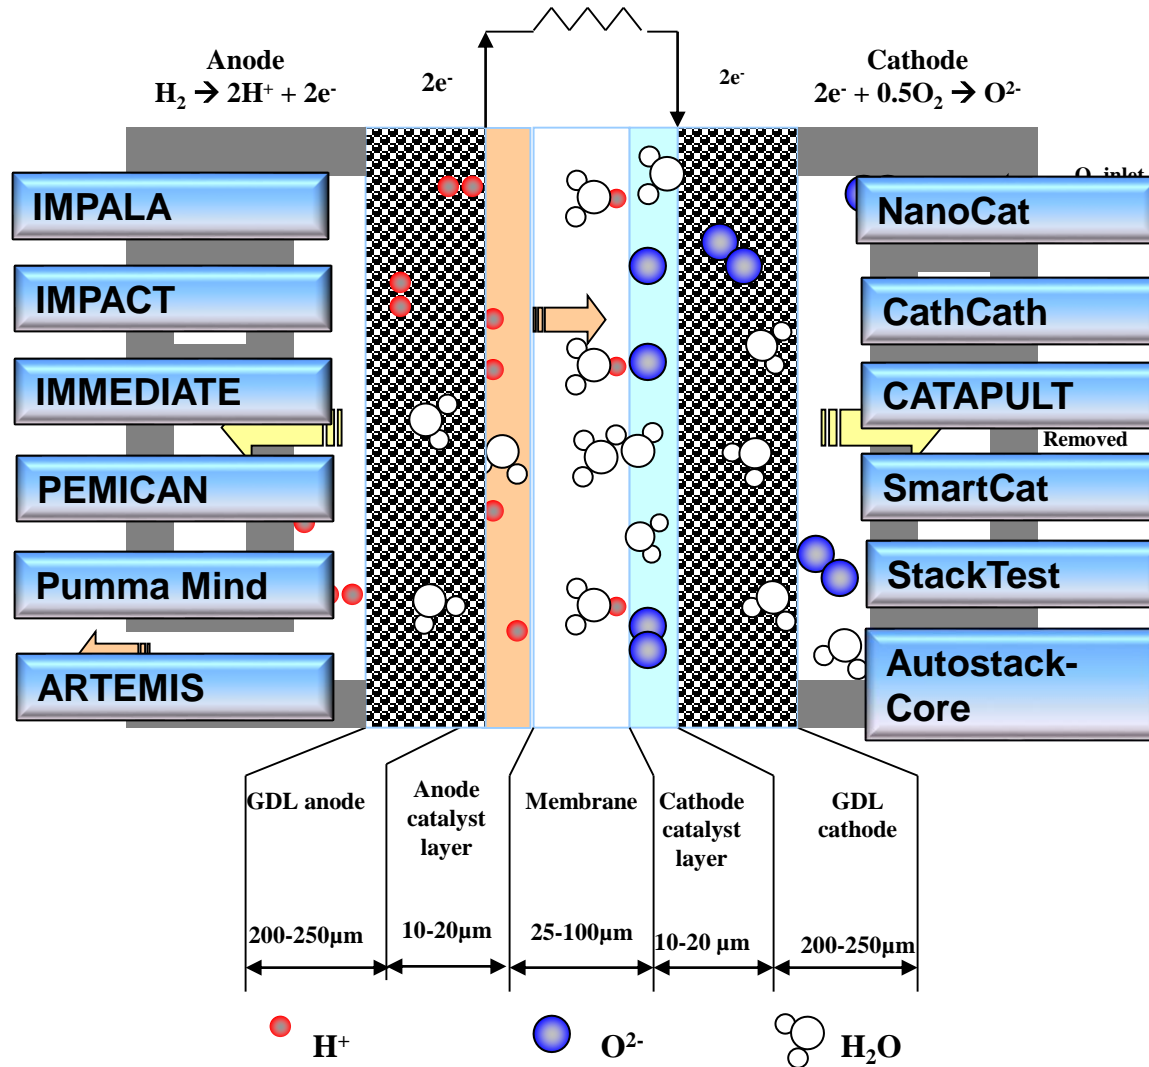 Anode
H₂ → 2H⁺ + 2e⁻
2e⁻
2e⁻
Cathode
2e⁻ + 0.5O₂ → O²⁻
inlet
IMPALA
IMPACT
IMMEDIATE
PEMICAN
Pumma Mind
ARTEMIS
NanoCat
CathCath
CATAPULT
Removed
SmartCat
StackTest
Autostack-
Core
GDL anode
Anode
catalyst
layer
Membrane
Cathode
catalyst
layer
GDL
cathode
200-250µm
10-20µm
25-100µm
10-20 µm
200-250µm
H⁺
O²⁻
H₂O